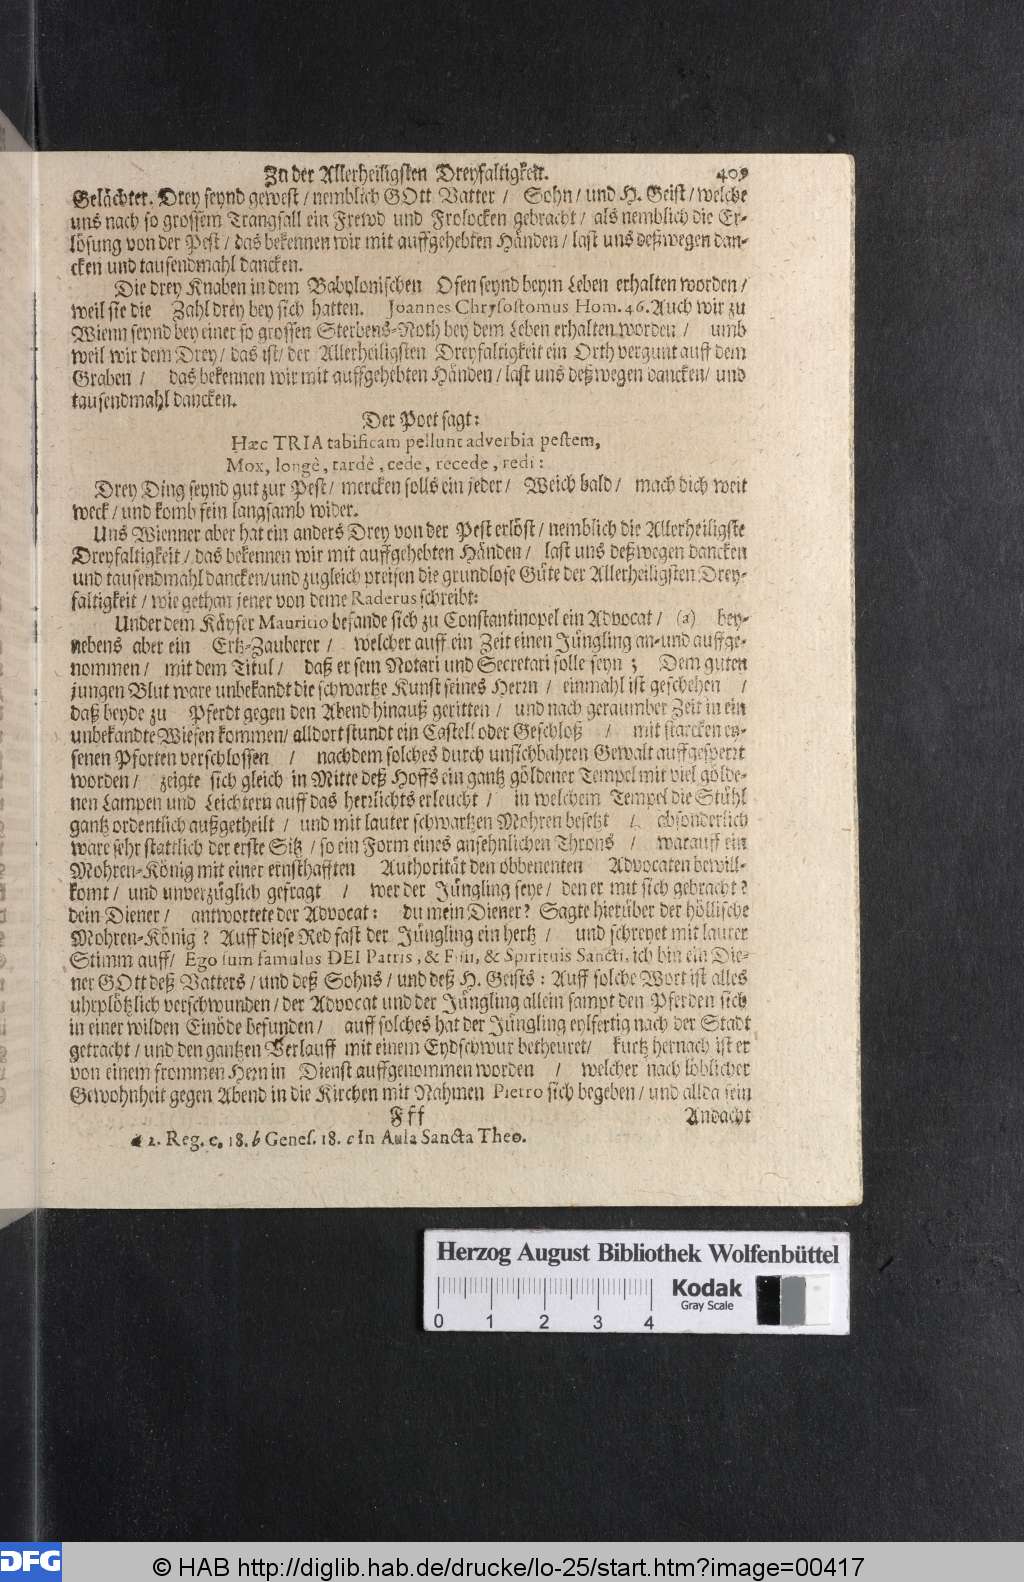 Zu der Allerheiligsten Dreyfaltigkeit. 409
Gelächter. Drey seynd gewest / nemblich GOtt Vatter / Sohn / und H. Geist / welche
uns nach so grossem Trangsall ein Frewd und Frolocken gebracht / als nemblich die Er-
lösung von der Pest / das bekennen wir mit auffgehebten Händen / last uns deßwegen dan-
cken und tausendmahl dancken.
Die drey Knaben in dem Babylonischen Ofen seynd beym Leben erhalten worden /
weil sie die Zahl drey bey sich hatten. Joannes Chrysostomus Hom. 46. Auch wir zu
Wienn seynd bey einer so grossen Sterbens-Noth bey dem Leben erhalten worden / umb
weil wir dem Drey / das ist / der Allerheiligsten Dreyfaltigkeit ein Orth vergunt auff dem
Graben / das bekennen wir mit auffgehebten Händen / last uns deßwegen dancken / und
tausendmahl dancken.
Der Poet sagt:
Hæc TRIA tabificam pellunt adverbia pestem,
Mox, longè, tardè, cede, recede, redi:
Drey Ding seynd gut zur Pest / mercken solls ein jeder / Weich bald / mach dich weit
weck / und komb fein langsamb wider.
Uns Wienner aber hat ein anders Drey von der Pest erlöst / nemblich die Allerheiligste
Dreyfaltigkeit / das bekennen wir mit auffgehebten Händen / last uns deßwegen dancken
und tausendmahl dancken / und zugleich preisen die grundlose Güte der Allerheiligsten Drey-
faltigkeit / wie gethan jener von deme Raderus schreibt:
Under dem Käyser Mauritio befande sich zu Constantinopel ein Advocat / (a) bey-
nebens aber ein Ertz-Zauberer / welcher auff ein Zeit einen Jüngling an-und auffge-
nommen / mit dem Titul / daß er sem Notari und Secretari solle seyn ; Dem guten
jungen Blut ware unbekandt die schwartze Kunst seines Herrn / einmahl ist geschehen /
daß beyde zu Pferdt gegen den Abend hinauß geritten / und nach geraumber Zeit in ein
unbekandte Wiesen kommen / alldort stundt ein Castell oder Geschloß / mit starcken ey-
senen Pforten verschlossen / nachdem solches durch unsichbahren Gewalt auffgesperrt
worden / zeigte sich gleich in Mitte deß Hoffs ein gantz göldener Tempel mit viel gölde-
nen Lampen und Leichtern auff das herrlichts erleucht / in welchem Tempel die Stühl
gantz ordentlich außgetheilt / und mit lauter schwartzen Mohren besetzt / absonderlich
ware sehr stattlich der erste Sitz / so ein Form eines ansehnlichen Throns / warauff ein
Mohren-König mit einer ernsthafften Authorität den obbenenten Advocaten bewill-
komt / und unverzüglich gefragt / wer der Jüngling seye / den er mit sich gebracht?
dein Diener / antwortete der Advocat: du mein Diener? Sagte hierüber der höllische
Mohren-König? Auff diese Red fast der Jüngling ein hertz / und schreyet mit lauter
Stimm auff / Ego sum famulus DEI Patris, & Filii, & Spiritus Sancti, ich bin ein Die-
ner GOtt deß Vatters / und deß Sohns / und deß H. Geists: Auff solche Wort ist alles
uhrplötzlich verschwunden / der Advocat und der Jüngling allein sampt den Pferden sich
in einer wilden Einöde befunden / auff solches hat der Jüngling eylfertig nach der Stadt
getracht / und den gantzen Verlauff mit einem Eydschwur betheuret / kurtz hernach ist er
von einem frommen Herrn in Dienst auffgenommen worden / welcher nach löblicher
Gewohnheit gegen Abend in die Kirchen mit Nahmen Pietro sich begeben / und allda sein
Fff Andacht
a 2. Reg. c. 18. b Genes. 18. c In Aula Sancta Theo.
Herzog August Bibliothek Wolfenbüttel
Kodak
Gray Scale
0 1 2 3 4
DFG © HAB http://diglib.hab.de/drucke/lo-25/start.htm?image=00417